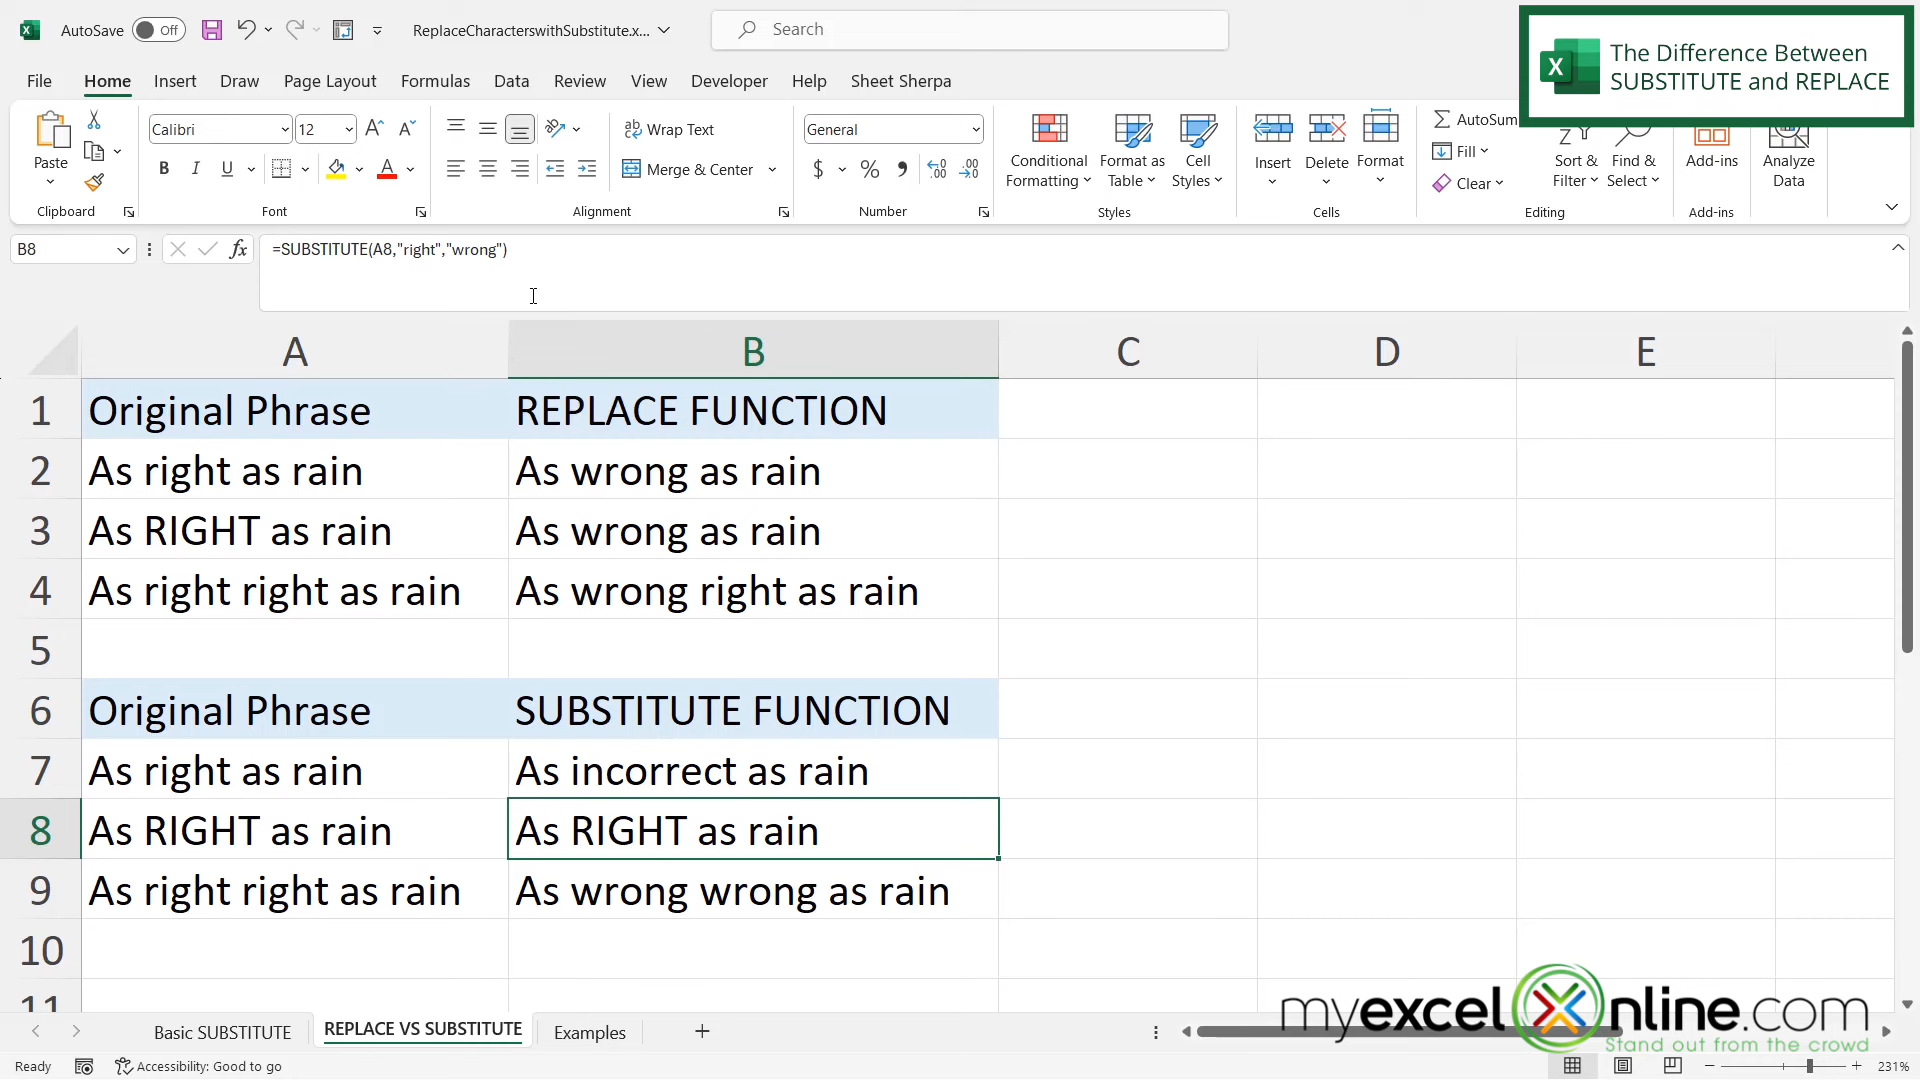 AutoSave Off ReplaceCharacterswithSubstitute.x... Search
The Difference Between
SUBSTITUTE and REPLACE
File Home Insert Draw Page Layout Formulas Data Review View Developer Help Sheet Sherpa
Paste
Clipboard
Calibri 12
B I U
Font
ab Wrap Text
Merge & Center
Alignment
General
$ % 9
Number
Conditional
Formatting
Format as
Table
Cell
Styles
Styles
Insert
Delete
Format
Cells
AutoSum
Fill
Clear
Sort &
Filter
Find &
Select
Editing
Add-ins
Add-ins
Analyze
Data
B8 fx =SUBSTITUTE(A8,"right","wrong")
A B C D E
1 Original Phrase REPLACE FUNCTION
2 As right as rain As wrong as rain
3 As RIGHT as rain As wrong as rain
4 As right right as rain As wrong right as rain
5
6 Original Phrase SUBSTITUTE FUNCTION
7 As right as rain As incorrect as rain
8 As RIGHT as rain As RIGHT as rain
9 As right right as rain As wrong wrong as rain
10
11
myexcelonline.com
Stand out from the crowd
Basic SUBSTITUTE REPLACE VS SUBSTITUTE Examples
Ready Accessibility: Good to go 231%